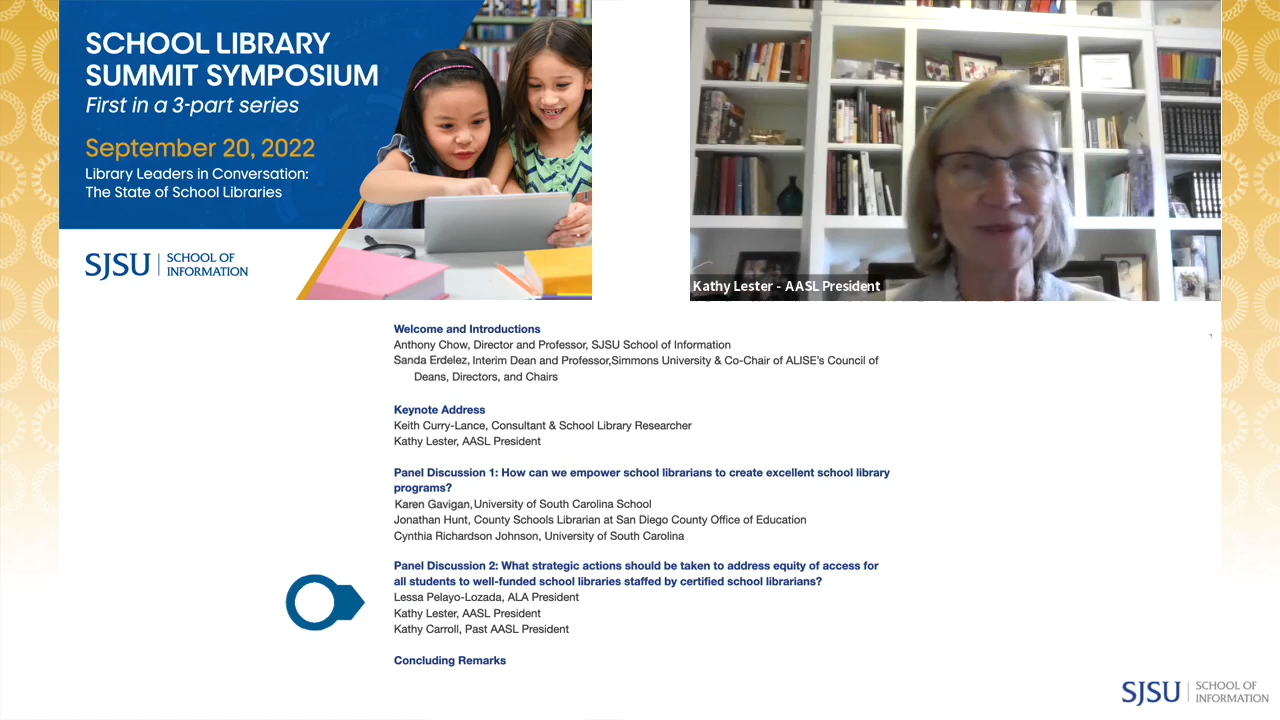 SCHOOL LIBRARY
SUMMIT SYMPOSIUM
First in a 3-part series
September 20, 2022
Library Leaders in Conversation:
The State of School Libraries
SJSU SCHOOL OF
INFORMATION
Kathy Lester - AASL President
Welcome and Introductions
Anthony Chow, Director and Professor, SJSU School of Information
Sanda Erdelez, Interim Dean and Professor,Simmons University & Co-Chair of ALISE's Council of
Deans, Directors, and Chairs
Keynote Address
Keith Curry-Lance, Consultant & School Library Researcher
Kathy Lester, AASL President
Panel Discussion 1: How can we empower school librarians to create excellent school library
programs?
Karen Gavigan,University of South Carolina School
Jonathan Hunt, County Schools Librarian at San Diego County Office of Education
Cynthia Richardson Johnson, University of South Carolina
Panel Discussion 2: What strategic actions should be taken to address equity of access for
all students to well-funded school libraries staffed by certified school librarians?
Lessa Pelayo-Lozada, ALA President
Kathy Lester, AASL President
Kathy Carroll, Past AASL President
Concluding Remarks
SJSU SCHOOL OF
INFORMATION